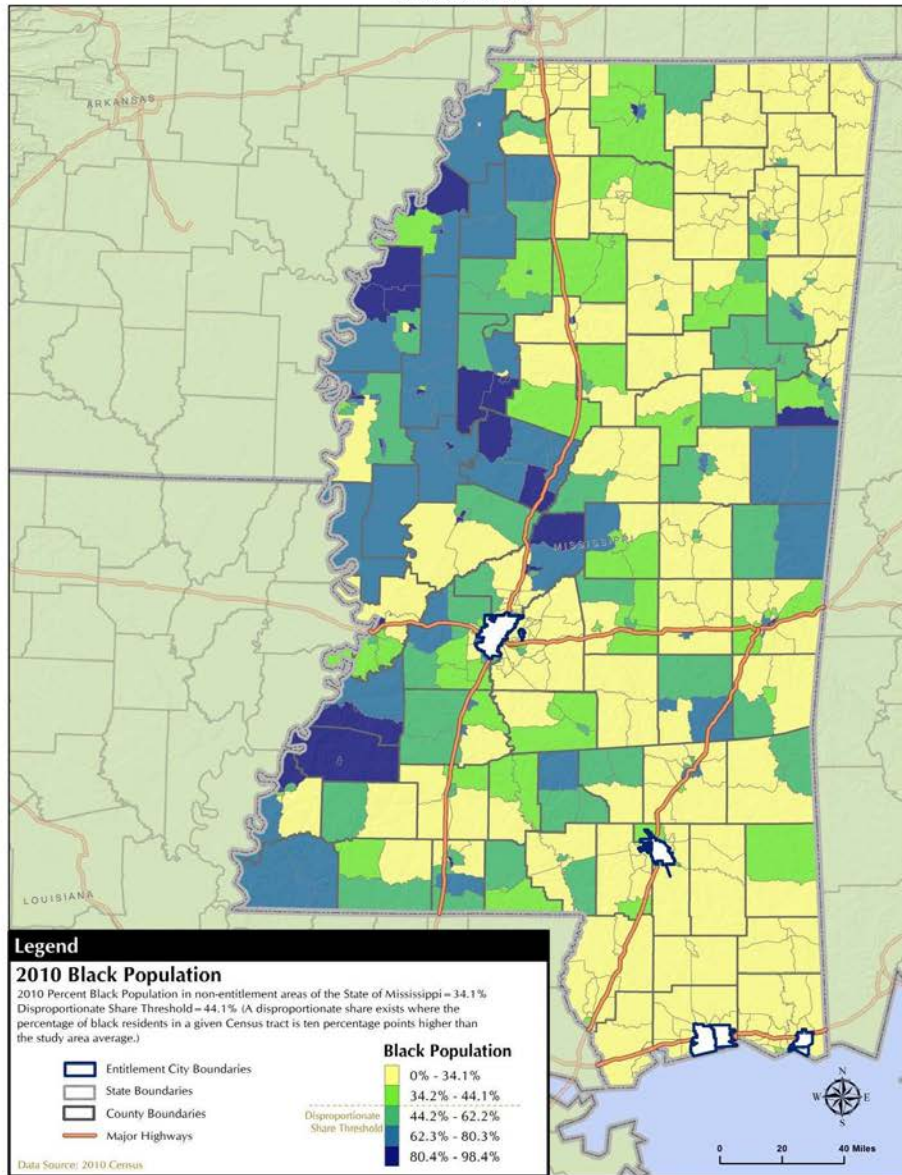 ARKANSAS
MISSISSIPPI
LOUISIANA
Legend
2010 Black Population
2010 Percent Black Population in non-entitlement areas of the State of Mississippi = 34.1%
Disproportionate Share Threshold = 44.1% (A disproportionate share exists where the
percentage of black residents in a given Census tract is ten percentage points higher than
the study area average.)
Entitlement City Boundaries
State Boundaries
County Boundaries
Major Highways
Data Source: 2010 Census
Black Population
0% - 34.1%
34.2% - 44.1%
Disproportionate
Share Threshold
44.2% - 62.2%
62.3% - 80.3%
80.4% - 98.4%
N
W E
S
0 20 40 Miles